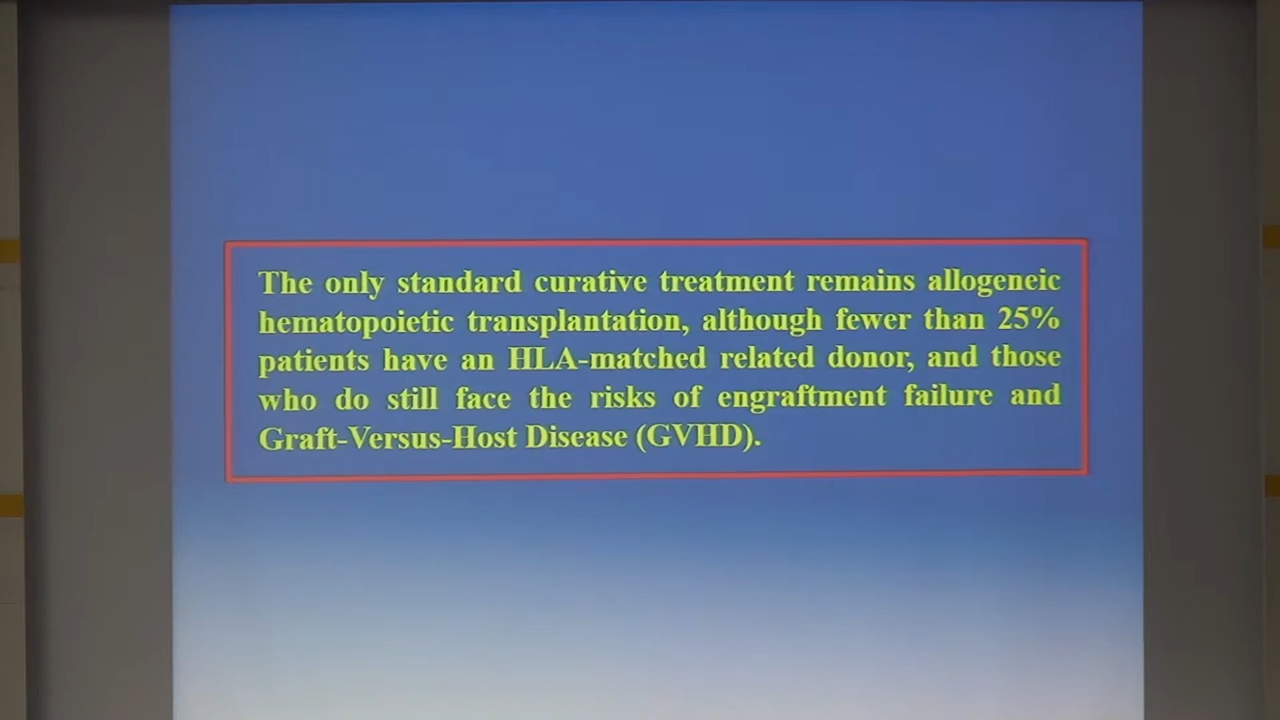 The only standard curative treatment remains allogeneic
hematopoietic transplantation, although fewer than 25%
patients have an HLA-matched related donor, and those
who do still face the risks of engraftment failure and
Graft-Versus-Host Disease (GVHD).